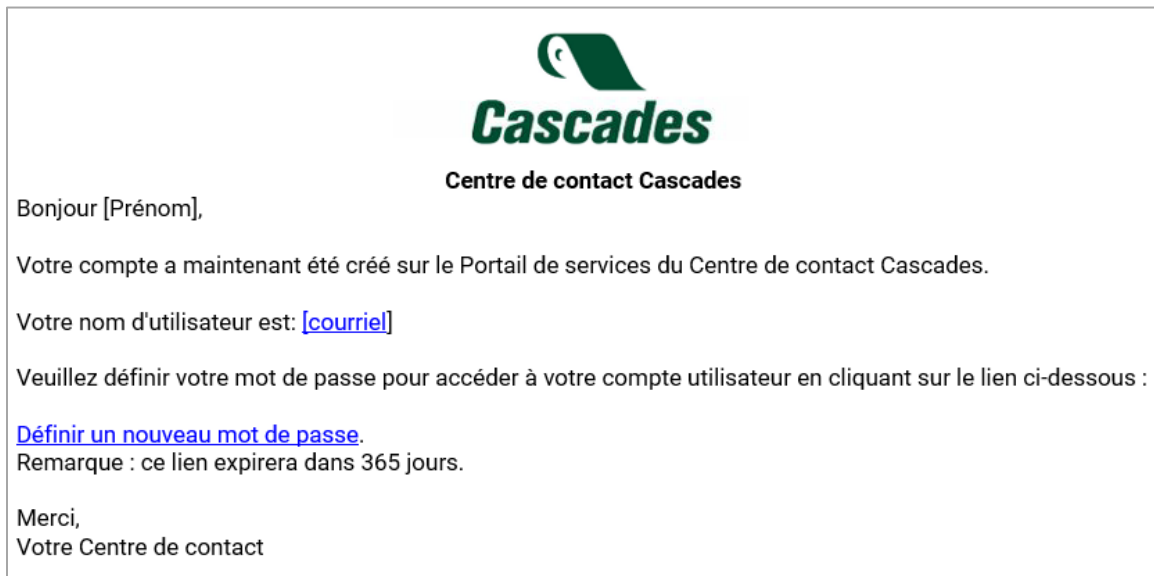 Cascades
Centre de contact Cascades
Bonjour [Prénom],
Votre compte a maintenant été créé sur le Portail de services du Centre de contact Cascades.
Votre nom d'utilisateur est: [courriel]
Veuillez définir votre mot de passe pour accéder à votre compte utilisateur en cliquant sur le lien ci-dessous :
Définir un nouveau mot de passe.
Remarque : ce lien expirera dans 365 jours.
Merci,
Votre Centre de contact